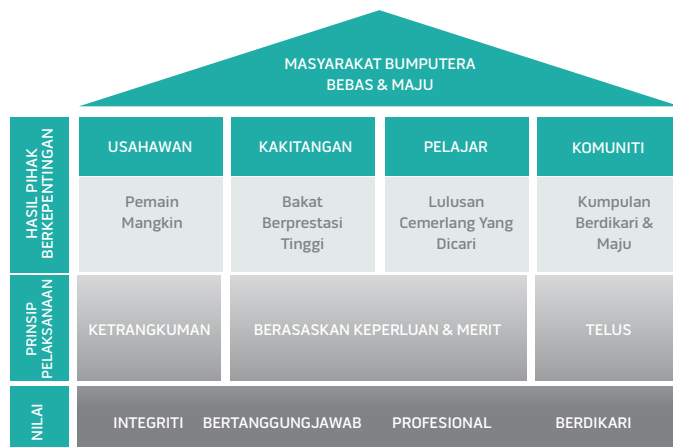 MASYARAKAT BUMPUTERA
BEBAS & MAJU
HASIL PIHAK
BERKEPENTINGAN
USAHAWAN
KAKITANGAN
PELAJAR
KOMUNITI
Pemain
Mangkin
Bakat
Berprestasi
Tinggi
Lulusan
Cemerlang Yang
Dicari
Kumpulan
Berdikari &
Maju
PRINSIP
PELAKSANAAN
KETRANGKUMAN
BERASASKAN KEPERLUAN & MERIT
TELUS
NILAI
INTEGRITI
BERTANGGUNGJAWAB
PROFESIONAL
BERDIKARI